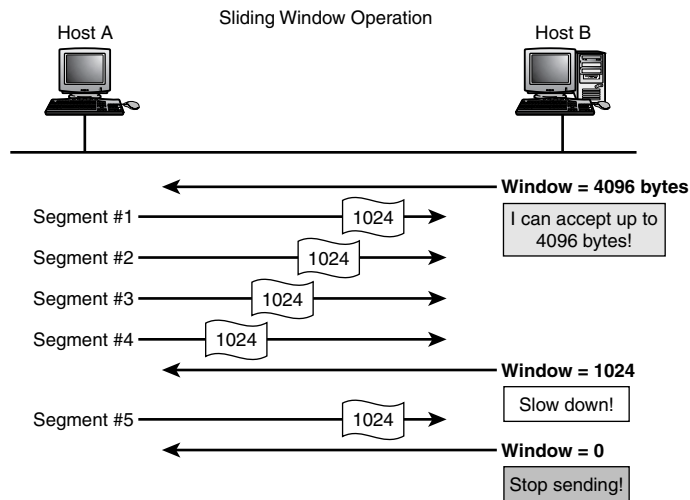 Sliding Window Operation
Host A
Host B
Window = 4096 bytes
Segment #1
1024
I can accept up to
4096 bytes!
Segment #2
1024
Segment #3
1024
Segment #4
1024
Window = 1024
Slow down!
Segment #5
1024
Window = 0
Stop sending!